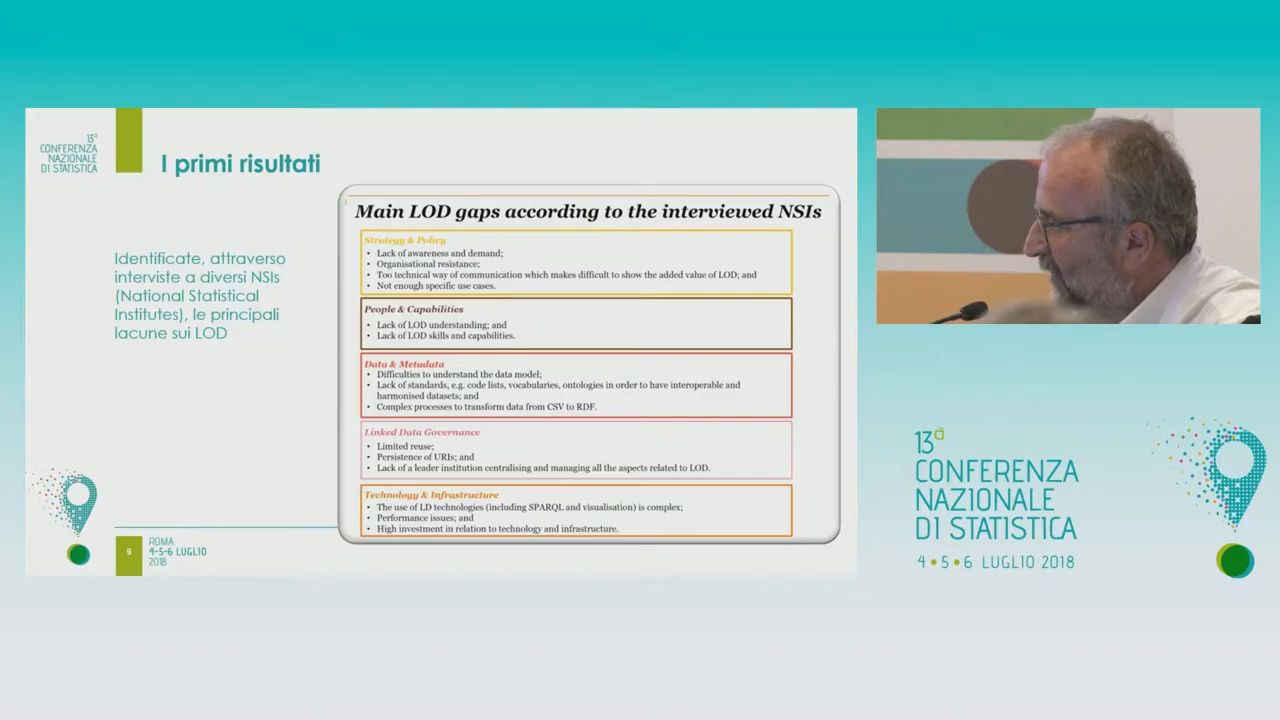 13ª
CONFERENZA
NAZIONALE
DI STATISTICA
I primi risultati
Identificate, attraverso
interviste a diversi NSIs
(National Statistical
Institutes), le principali
lacune sui LOD
Main LOD gaps according to the interviewed NSIs
Strategy & Policy
• Lack of awareness and demand;
• Organisational resistance;
• Too technical way of communication which makes difficult to show the added value of LOD; and
• Not enough specific use cases.
People & Capabilities
• Lack of LOD understanding; and
• Lack of LOD skills and capabilities.
Data & Metadata
• Difficulties to understand the data model;
• Lack of standards, e.g. code lists, vocabularies, ontologies in order to have interoperable and
harmonised datasets; and
• Complex processes to transform data from CSV to RDF.
Linked Data Governance
• Limited reuse;
• Persistence of URIs; and
• Lack of a leader institution centralising and managing all the aspects related to LOD.
Technology & Infrastructure
• The use of LD technologies (including SPARQL and visualisation) is complex;
• Performance issues; and
• High investment in relation to technology and infrastructure.
9
ROMA
4-5-6 LUGLIO
2018
13ª
CONFERENZA
NAZIONALE
DI STATISTICA
4 • 5 • 6 LUGLIO 2018